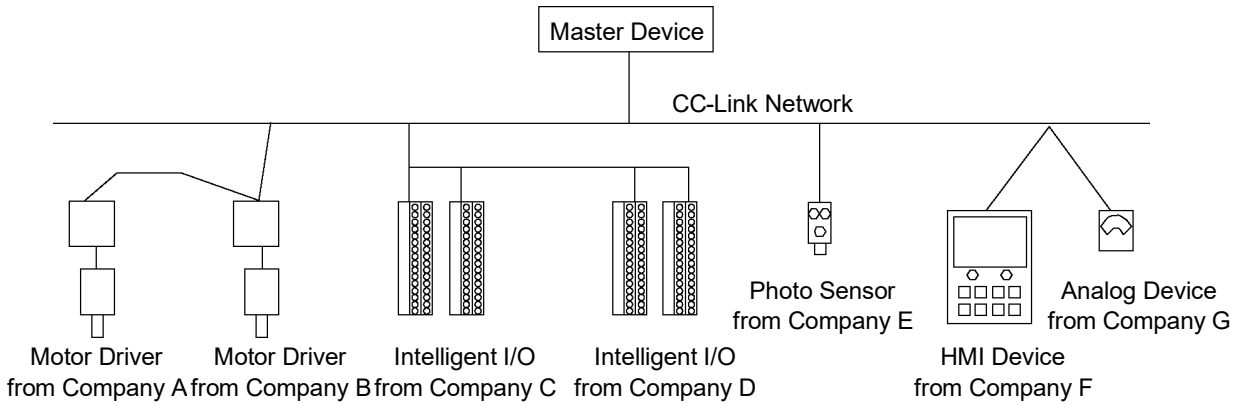 Master Device
CC-Link Network
Photo Sensor
from Company E
Analog Device
from Company G
Motor Driver
from Company A
Motor Driver
from Company B
Intelligent I/O
from Company C
Intelligent I/O
from Company D
HMI Device
from Company F